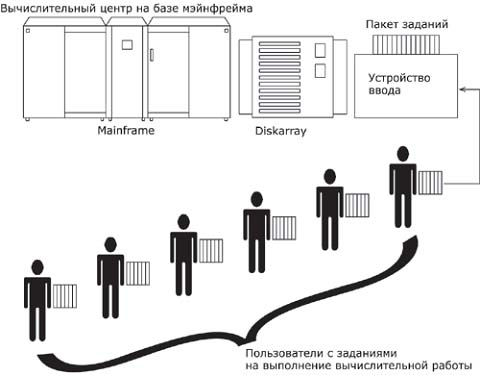 Вычислительный центр на базе мэйнфрейма
Пакет заданий
Устройство
ввода
Mainframe
Diskarray
Пользователи с заданиями
на выполнение вычислительной работы